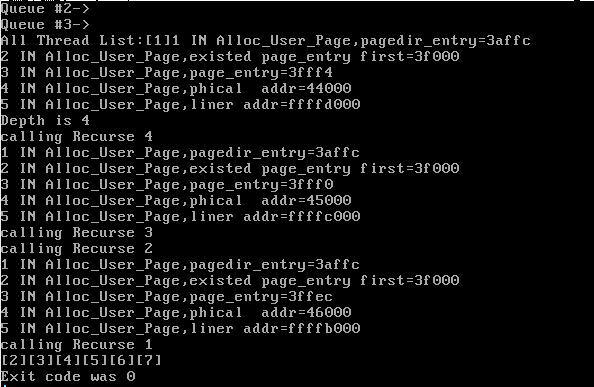 Queue #2->
Queue #3->
All Thread List:[1]1 IN Alloc_User_Page,pagedir_entry=3affc
2 IN Alloc_User_Page,existed page_entry first=3f000
3 IN Alloc_User_Page,page_entry=3fff4
4 IN Alloc_User_Page,phical  addr=44000
5 IN Alloc_User_Page,liner addr=ffffd000
Depth is 4
calling Recurse 4
1 IN Alloc_User_Page,pagedir_entry=3affc
2 IN Alloc_User_Page,existed page_entry first=3f000
3 IN Alloc_User_Page,page_entry=3fff0
4 IN Alloc_User_Page,phical  addr=45000
5 IN Alloc_User_Page,liner addr=ffffc000
calling Recurse 3
calling Recurse 2
1 IN Alloc_User_Page,pagedir_entry=3affc
2 IN Alloc_User_Page,existed page_entry first=3f000
3 IN Alloc_User_Page,page_entry=3ffec
4 IN Alloc_User_Page,phical  addr=46000
5 IN Alloc_User_Page,liner addr=ffffb000
calling Recurse 1
[2][3][4][5][6][7]
Exit code was 0